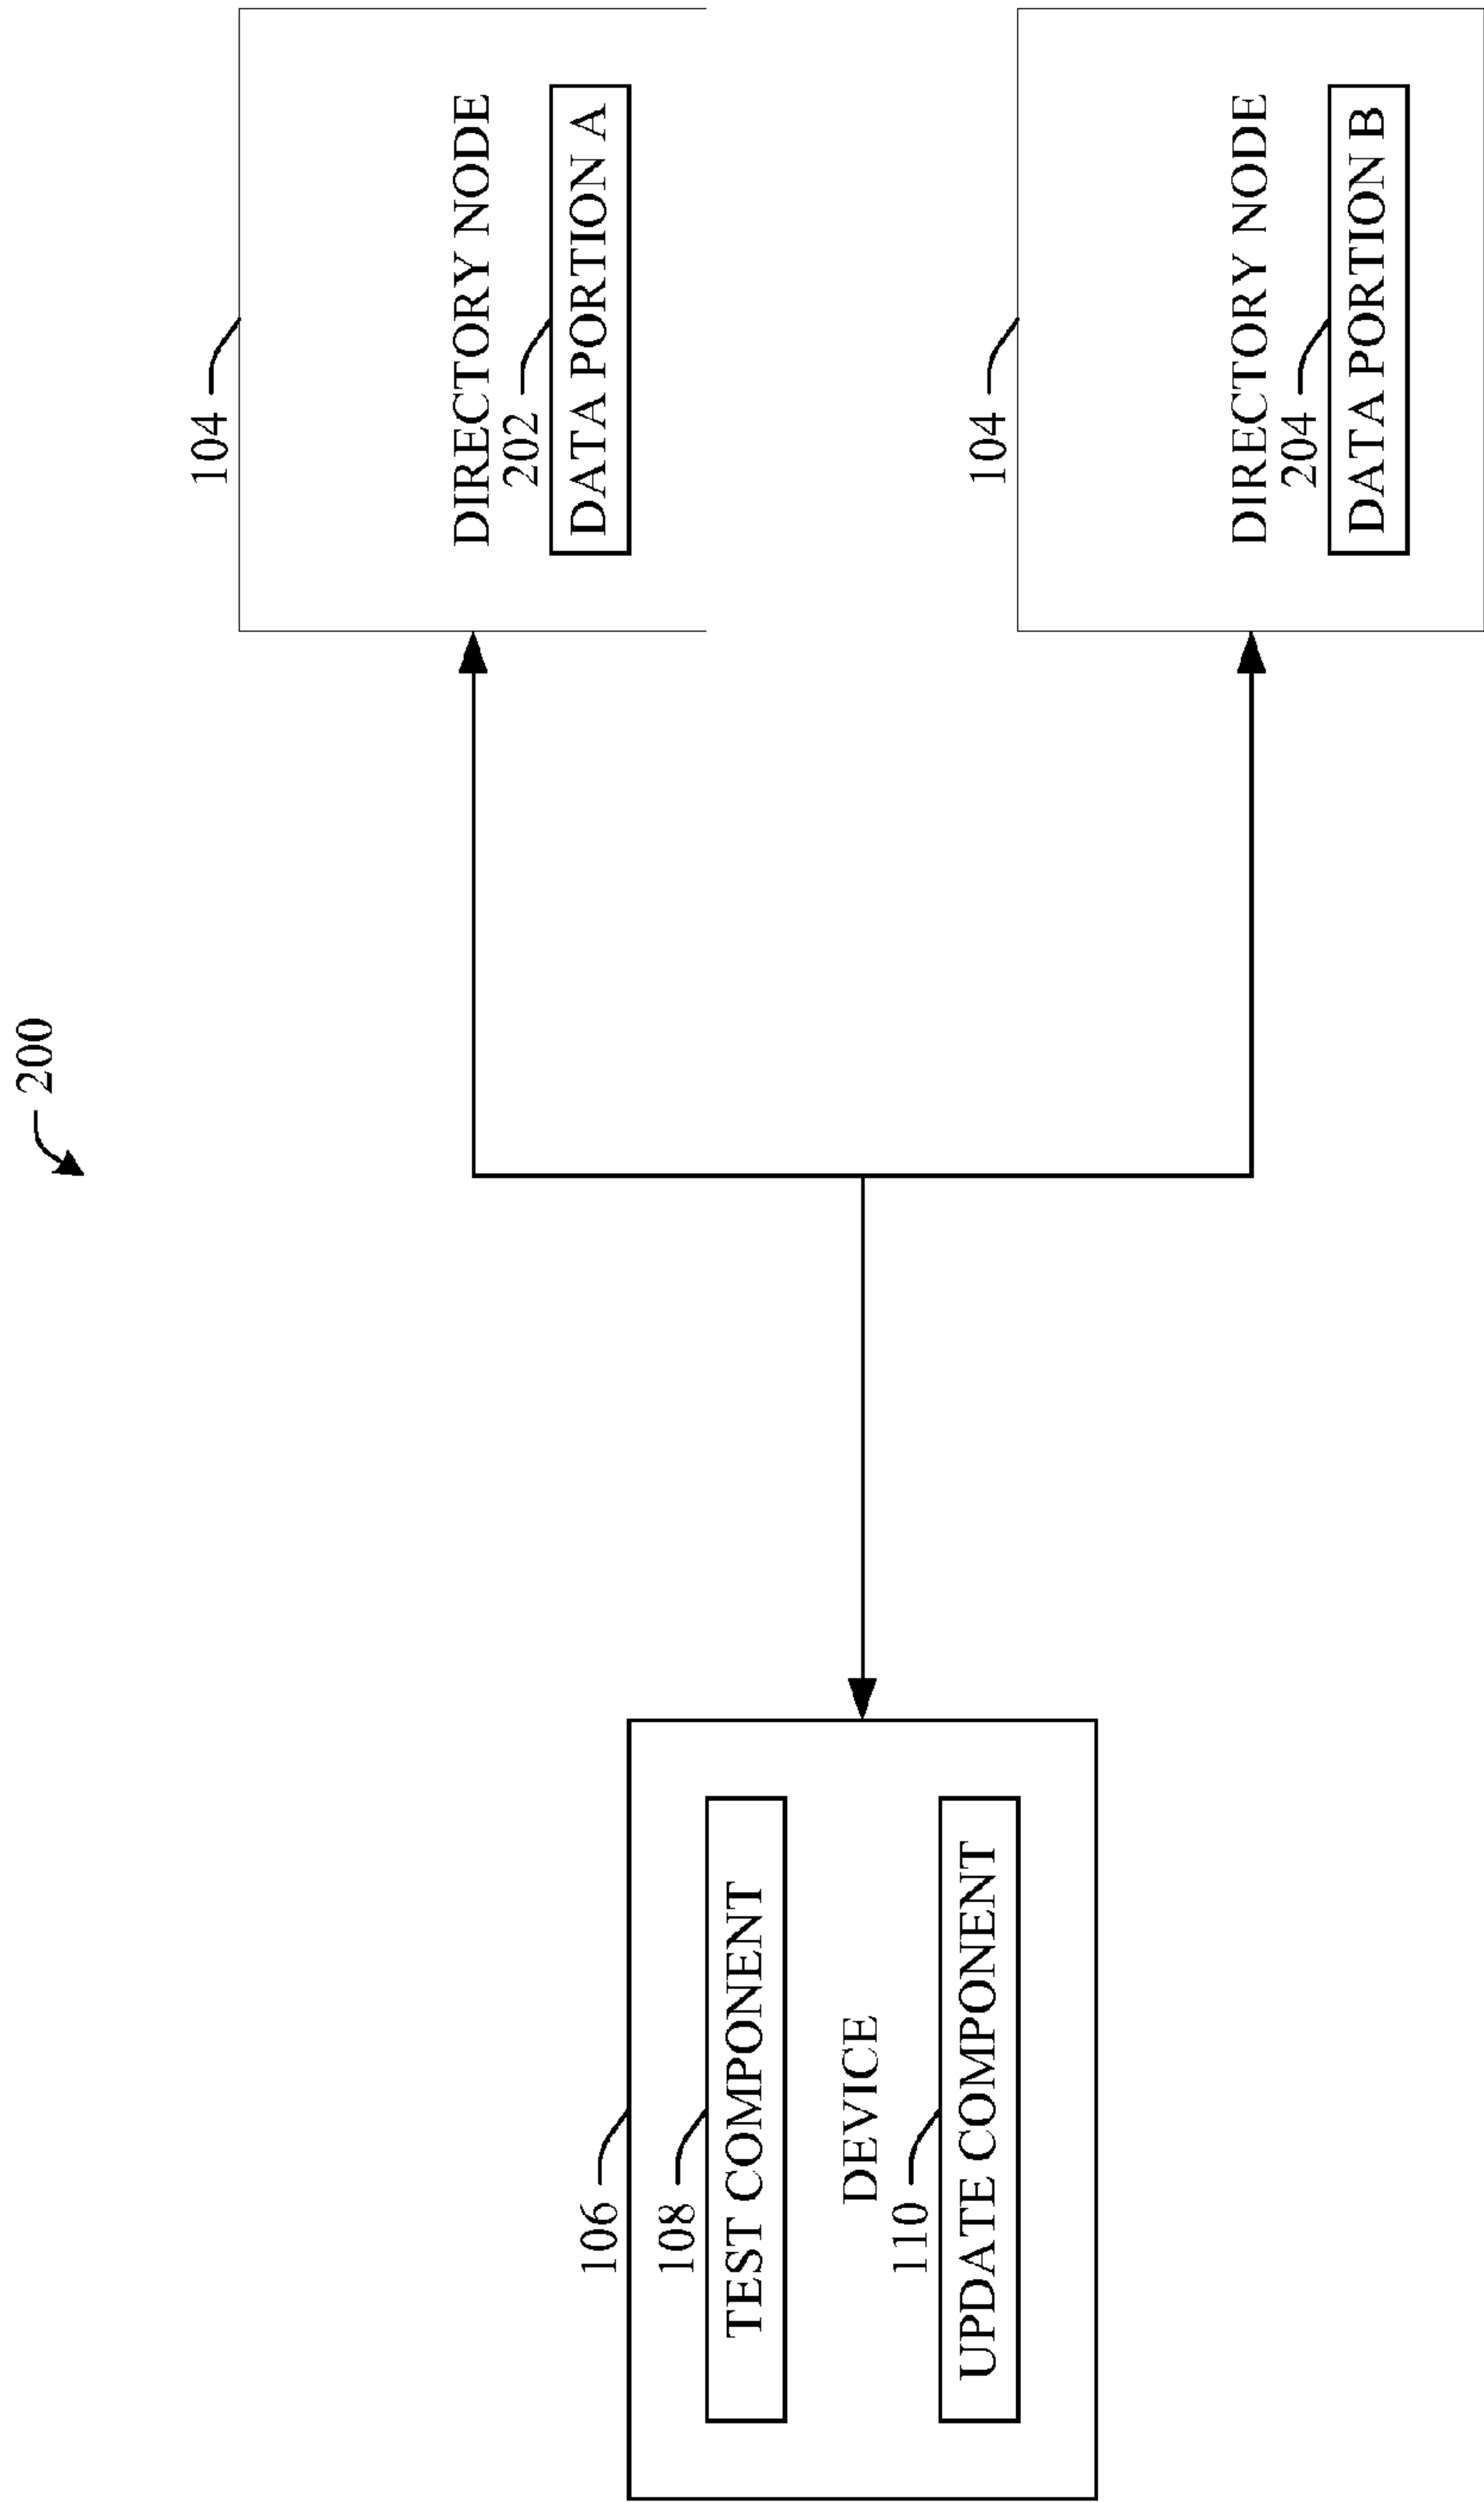 200
106
108
TEST COMPONENT
DEVICE
110
UPDATE COMPONENT
104
DIRECTORY NODE
202
DATA PORTION A
104
DIRECTORY NODE
204
DATA PORTION B